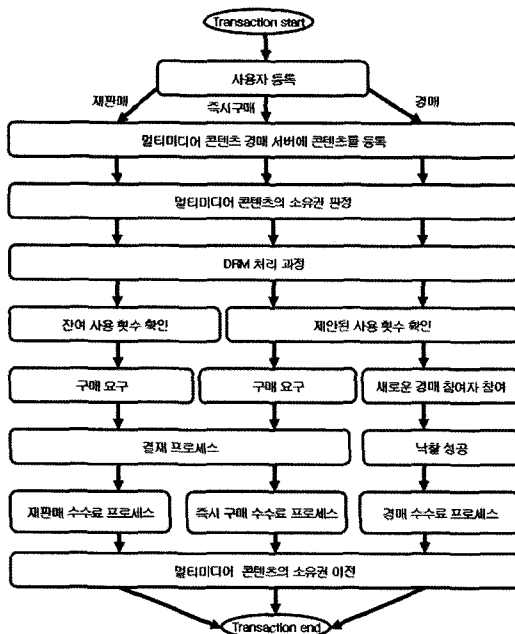 Transaction start
사용자 등록
재판매
즉시구매
경매
멀티미디어 콘텐츠 경매 서버에 콘텐츠를 등록
멀티미디어 콘텐츠의 소유권 판정
DRM 처리 과정
잔여 사용 횟수 확인
제안된 사용 횟수 확인
구매 요구
구매 요구
새로운 경매 참여자 참여
결재 프로세스
낙찰 성공
재판매 수수료 프로세스
즉시 구매 수수료 프로세스
경매 수수료 프로세스
멀티미디어 콘텐츠의 소유권 이전
Transaction end